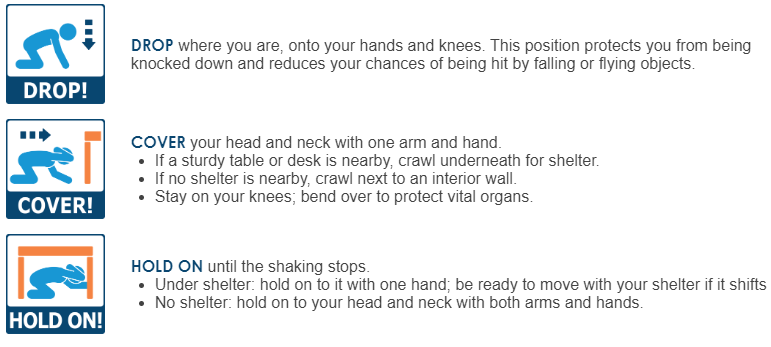 DROP!
DROP where you are, onto your hands and knees. This position protects you from being
knocked down and reduces your chances of being hit by falling or flying objects.
COVER!
COVER your head and neck with one arm and hand.
• If a sturdy table or desk is nearby, crawl underneath for shelter.
• If no shelter is nearby, crawl next to an interior wall.
• Stay on your knees; bend over to protect vital organs.
HOLD ON!
HOLD ON until the shaking stops.
• Under shelter: hold on to it with one hand; be ready to move with your shelter if it shifts
• No shelter: hold on to your head and neck with both arms and hands.